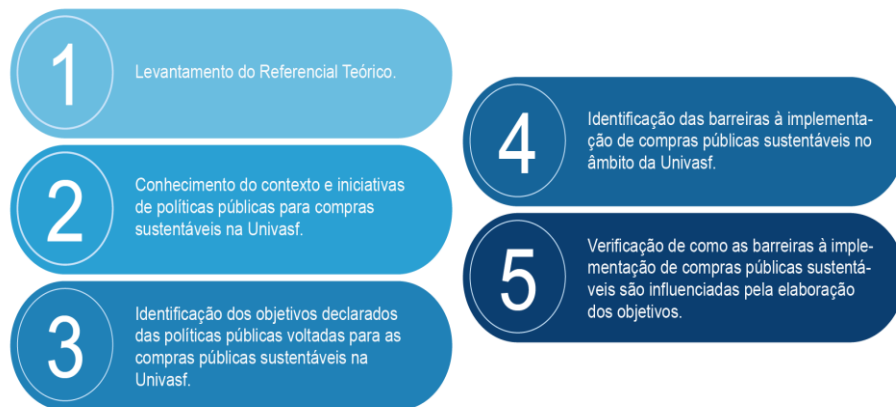 1
Levantamento do Referencial Teórico.
2
Conhecimento do contexto e iniciativas
de políticas públicas para compras
sustentáveis na Univasf.
3
Identificação dos objetivos declarados
das políticas públicas voltadas para as
compras públicas sustentáveis na
Univasf.
4
Identificação das barreiras à implementa-
ção de compras públicas sustentáveis no
âmbito da Univasf.
5
Verificação de como as barreiras à imple-
mentação de compras públicas sustentá-
veis são influenciadas pela elaboração
dos objetivos.